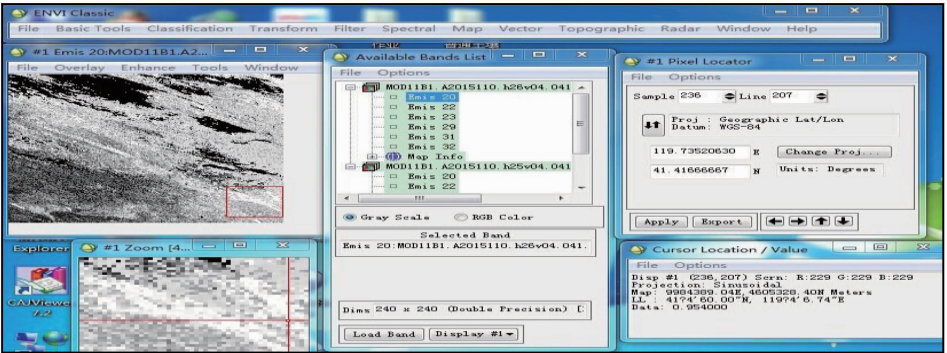 ENVI Classic
File Basic Tools Classification Transform Filter Spectral Map Vector Topographic Radar Window Help
#1 Emis 20:MOD11B1.A2...
File Overlay Enhance Tools Window
Available Bands List
File Options
MOD11B1.A2015110.h26v04.041
Emis 20
Emis 22
Emis 23
Emis 29
Emis 31
Emis 32
Map Info
MOD11B1.A2015110.h25v04.041
Emis 20
Emis 22
Gray Scale RGB Color
Selected Band
Emis 20:MOD11B1.A2015110.h26v04.041.
Dims 240 x 240 (Double Precision) [
Load Band Display #1
#1 Pixel Locator
File Options
Sample 236 Line 207
Proj : Geographic Lat/Lon
Datum: WGS-84
119.73520630 E Change Proj...
41.41666667 N Units: Degrees
Apply Export
Explorer
#1 Zoom [4...
CAJViewer
7.2
Cursor Location / Value
File Options
Disp #1 (236,207) Scrn: R:229 G:229 B:229
Projection: Sinusoidal
Map: 9984389.04E,4605328.40N Meters
LL : 41?4'60.00"N, 119?4'6.74"E
Data: 0.954000